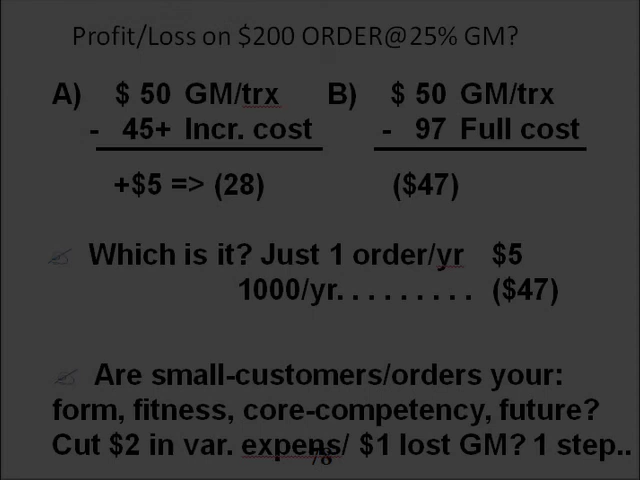 Profit/Loss on $200 ORDER@25% GM?
A) $ 50 GM/trx B) $ 50 GM/trx
- 45+ Incr. cost - 97 Full cost
+$5 => (28) ($47)
Which is it? Just 1 order/yr $5
1000/yr. . . . . . . . . ($47)
Are small-customers/orders your:
form, fitness, core-competency, future?
Cut $2 in var. expens/ $1 lost GM? 1 step..
78